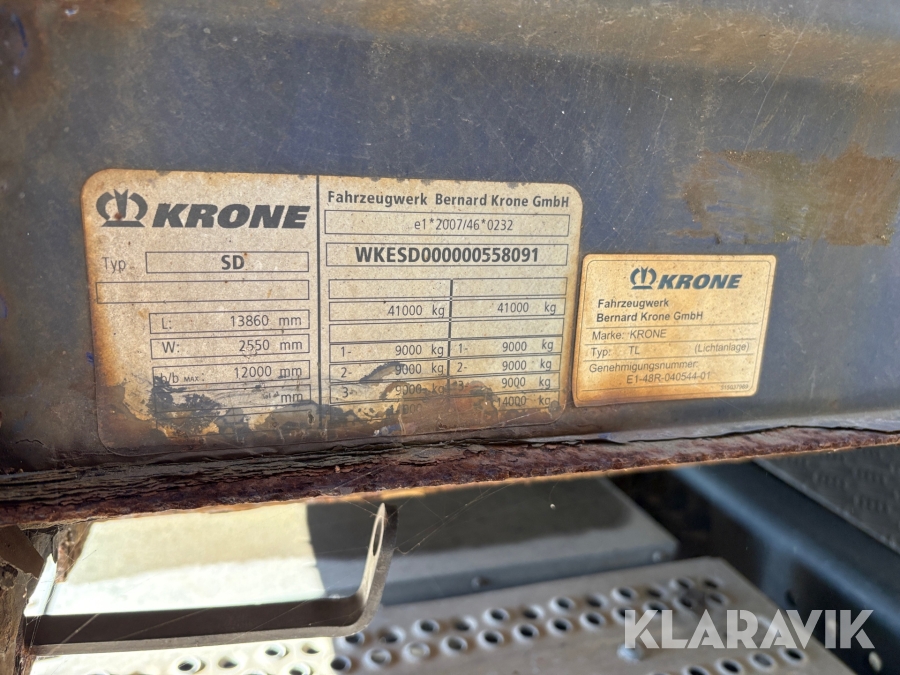 KRONE
Typ
SD
L: 13860 mm
W: 2550 mm
b/b MAX.: 12000 mm
mm
Fahrzeugwerk Bernard Krone GmbH
e1*2007/46*0232
WKESD000000558091
41000 kg 41000 kg
1- 9000 kg 1- 9000 kg
2- 9000 kg 2- 9000 kg
3- 9000 kg 3- 9000 kg
14000 kg
KRONE
Fahrzeugwerk
Bernard Krone GmbH
Marke: KRONE
Typ: TL (Lichtanlage)
Genehmigungsnummer:
E1-48R-040544-01
KLARAVIK